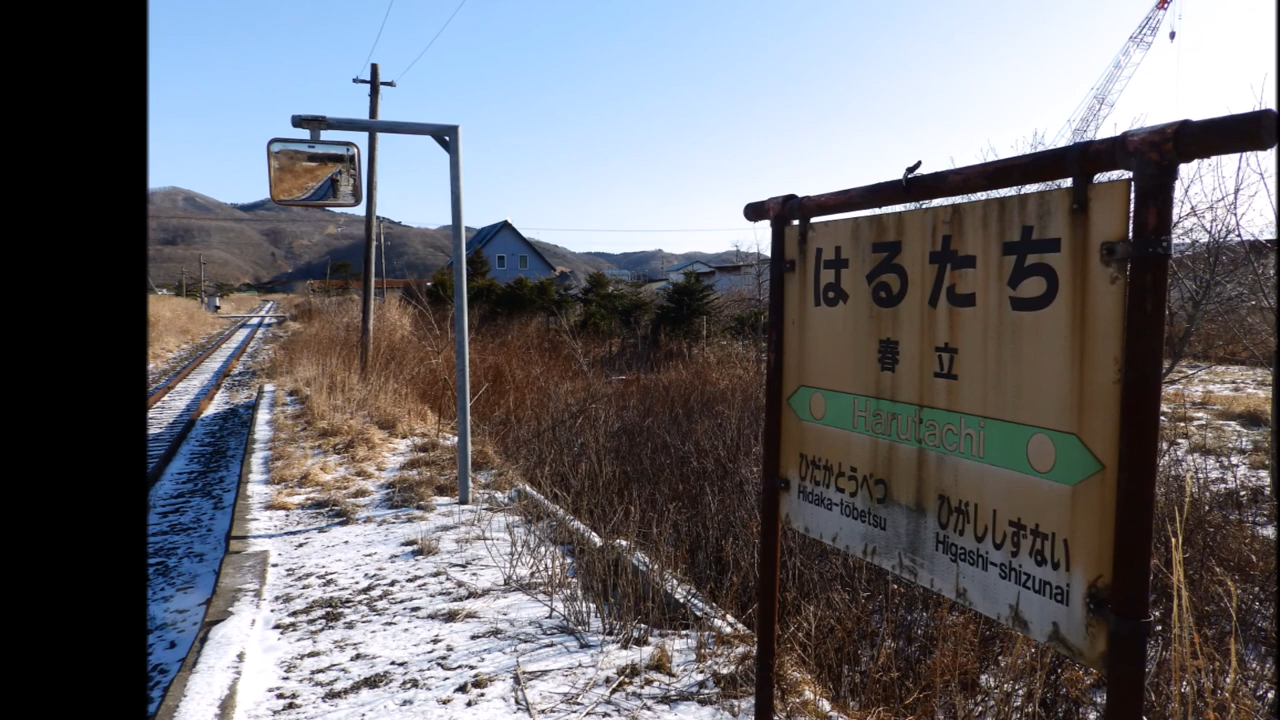 はるたち
春立
Harutachi
ひだかとうべつ
Hidaka-tōbetsu
ひがししずない
Higashi-shizunai